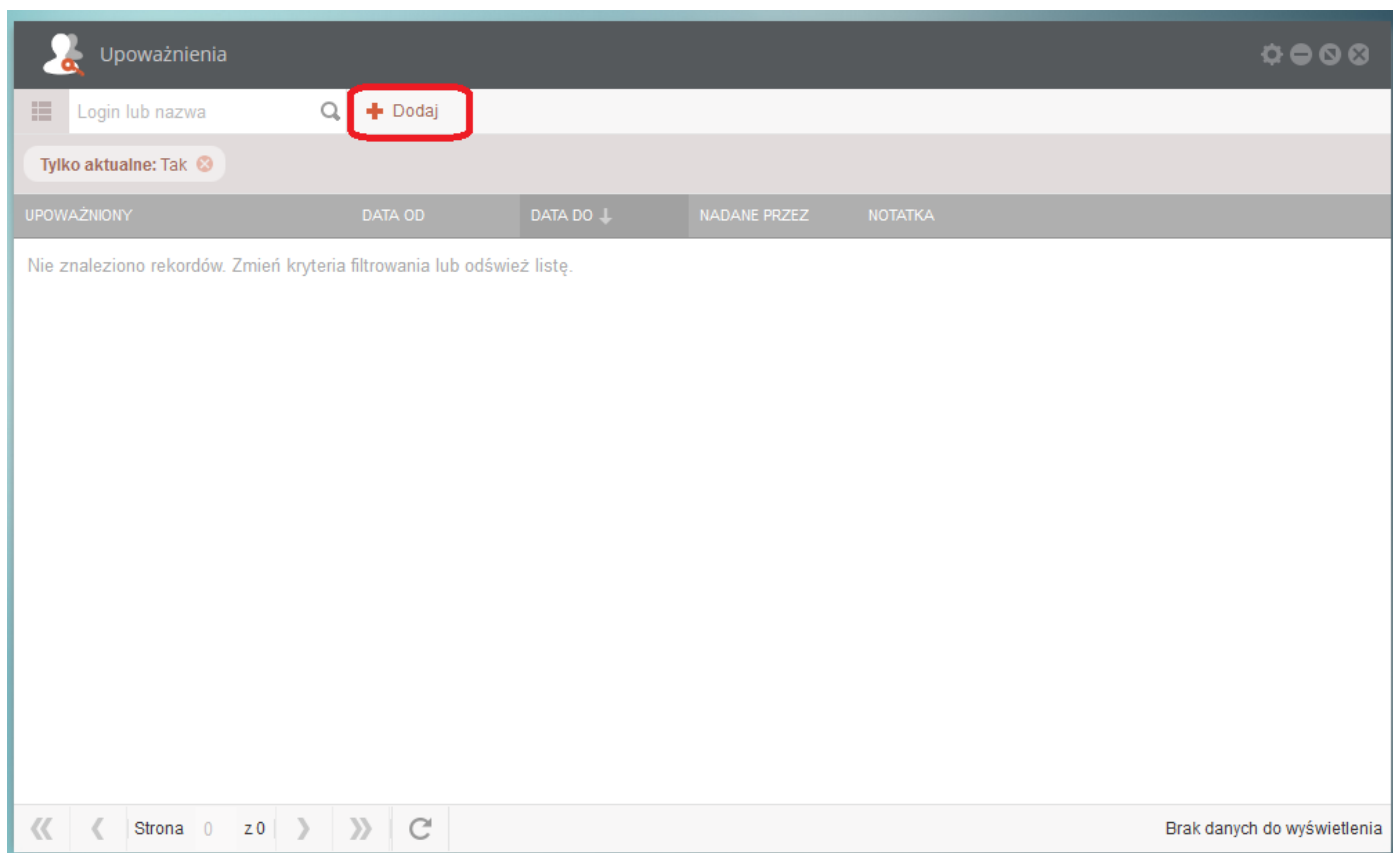 Upoważnienia
Login lub nazwa Dodaj
Tylko aktualne: Tak
UPOWAŻNIONY DATA OD DATA DO NADANE PRZEZ NOTATKA
Nie znaleziono rekordów. Zmień kryteria filtrowania lub odśwież listę.
Strona 0 z 0 Brak danych do wyświetlenia